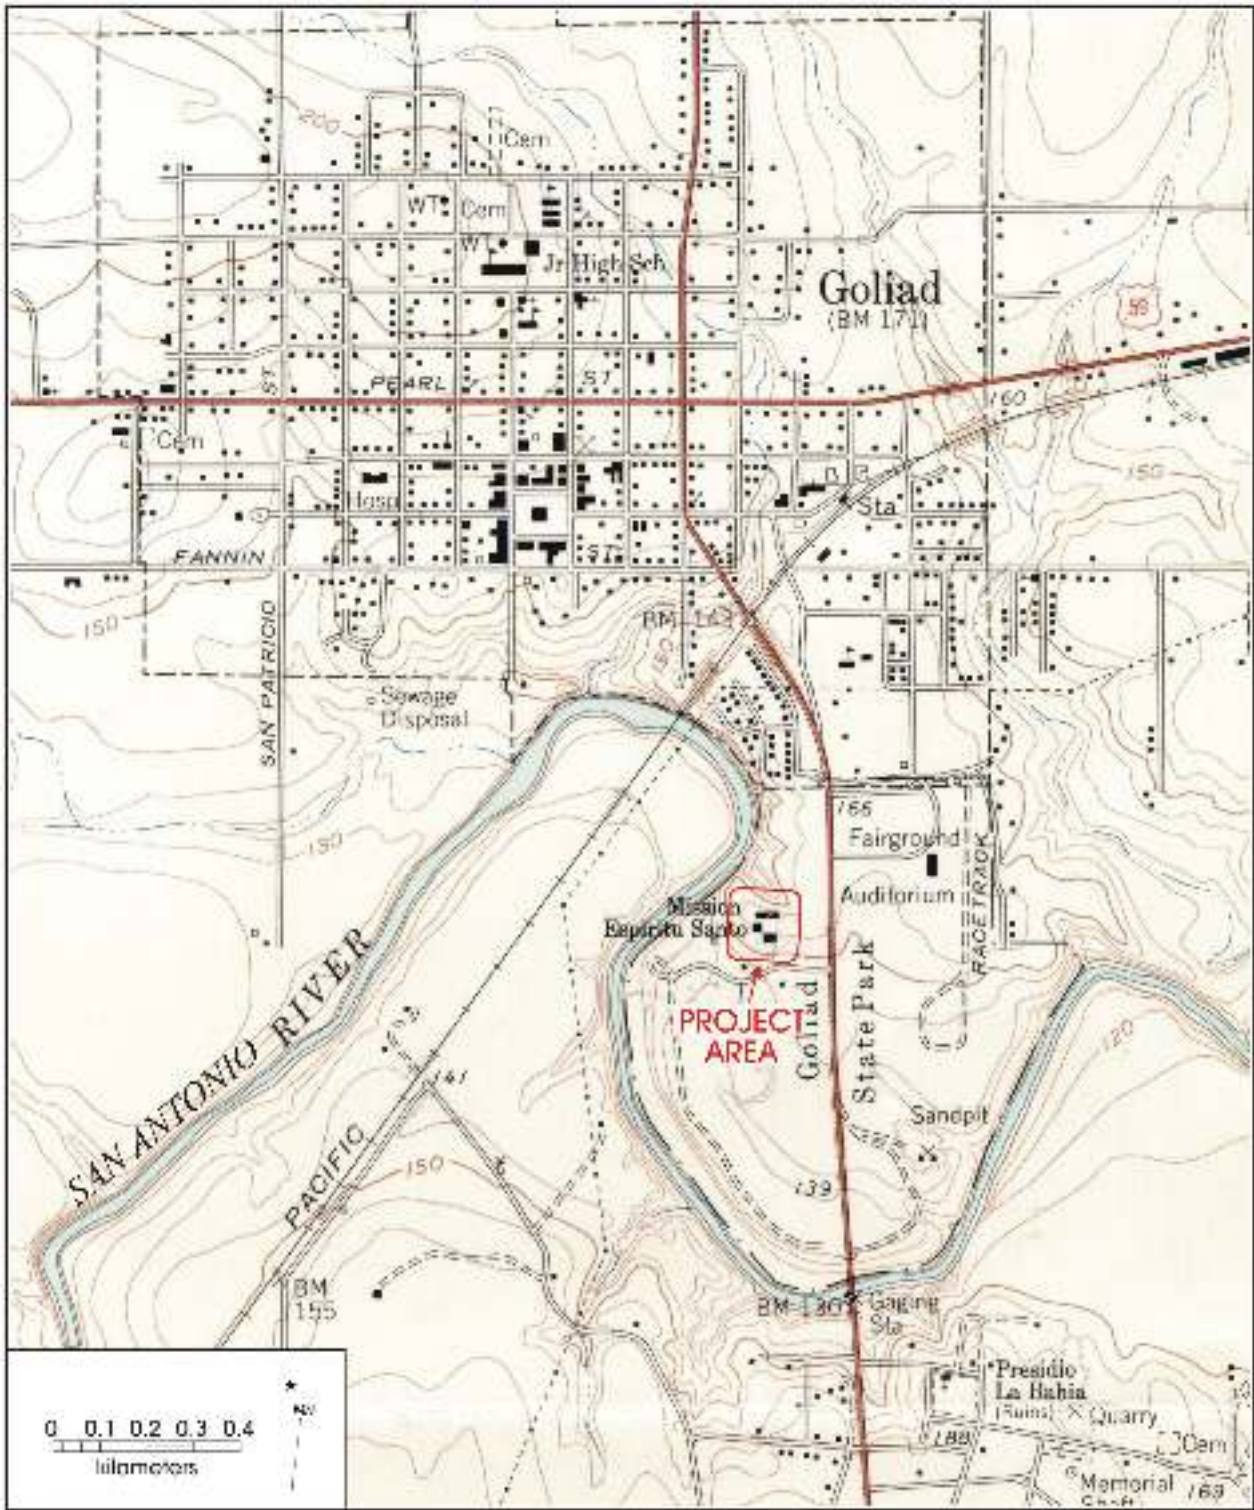 200
Cem
WT
Cem
WT
Jr High Sch
Goliad
(BM 171)
59
PEARL
ST
ST
160
Cem
150
Hosp
Sta
FANNIN
ST
150
BM 143
150
SAN PATRICIO
Sewage
Disposal
166
150
Fairground
RACETRACK
Auditorium
Mission
Espiritu Santo
SAN ANTONIO RIVER
Goliad
State Park
PROJECT
AREA
120
141
Sandpit
PACIFIC
150
139
BM
155
BM 130
Gaging
Sta
Presidio
La Bahia
(Ruins)
Quarry
188
Cem
Memorial
169
0 0.1 0.2 0.3 0.4
kilometers